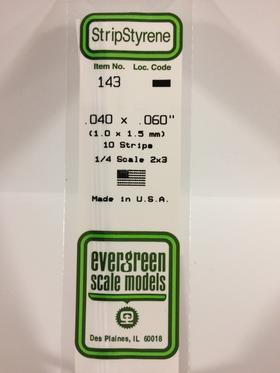 StripStyrene
Item No. Loc. Code
143
.040 x .060"
(1.0 x 1.5 mm)
10 Strips
1/4 Scale 2x3
Made in U.S.A.
evergreen
scale models
Des Plaines, IL 60018